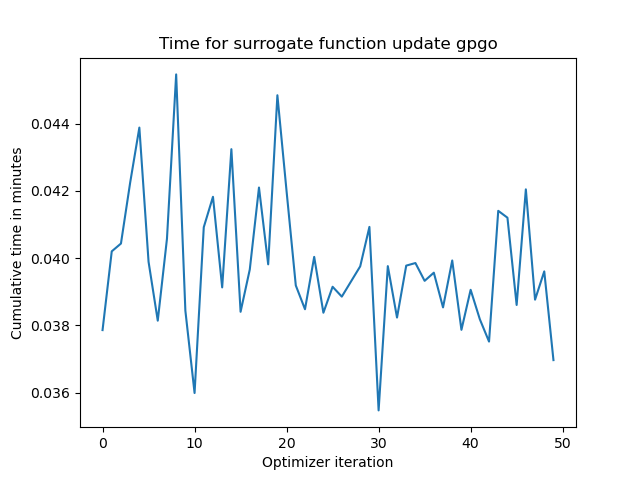 Time for surrogate function update gpgo
Cumulative time in minutes
0.044
0.042
0.040
0.038
0.036
0 10 20 30 40 50
Optimizer iteration